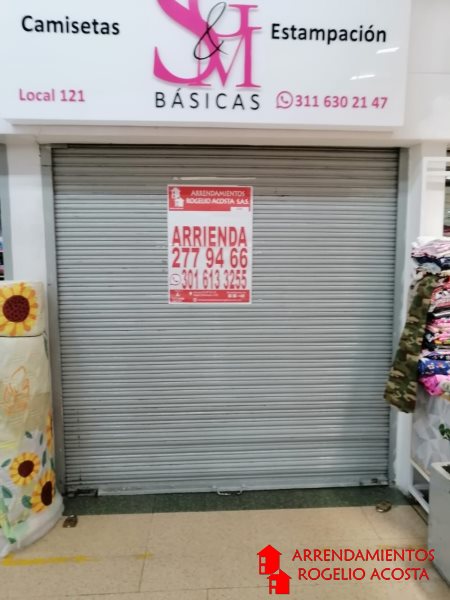 Camisetas
S&M
Estampación
Local 121
BÁSICAS
311 630 21 47
ARRENDAMIENTOS
ROGELIO ACOSTA S.A.S
ARRIENDA
277 94 66
301 613 3255
ARRENDAMIENTOS
ROGELIO ACOSTA